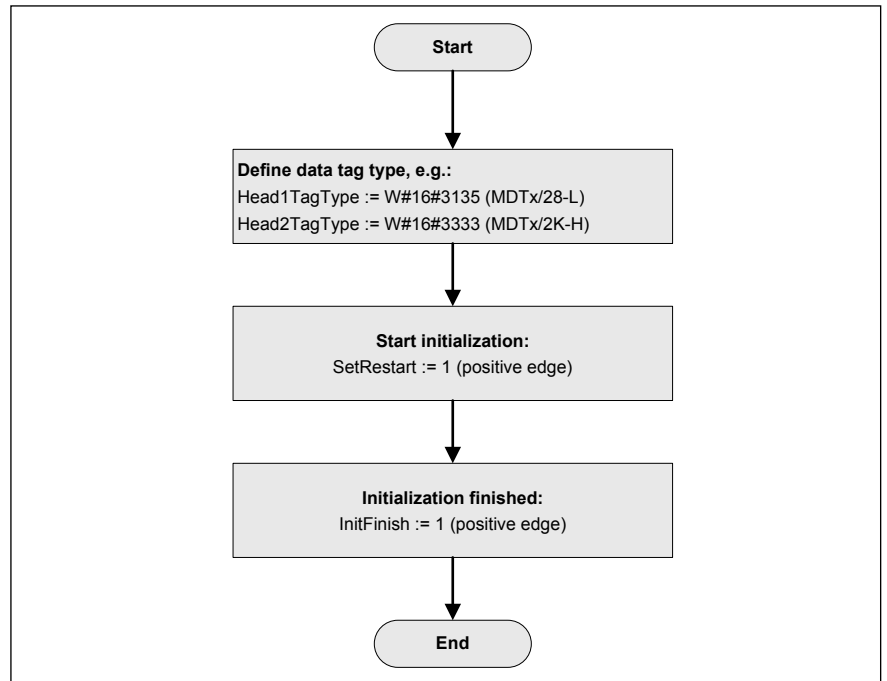 Start
Define data tag type, e.g.:
Head1TagType := W#16#3135 (MDTx/28-L)
Head2TagType := W#16#3333 (MDTx/2K-H)
Start initialization:
SetRestart := 1 (positive edge)
Initialization finished:
InitFinish := 1 (positive edge)
End